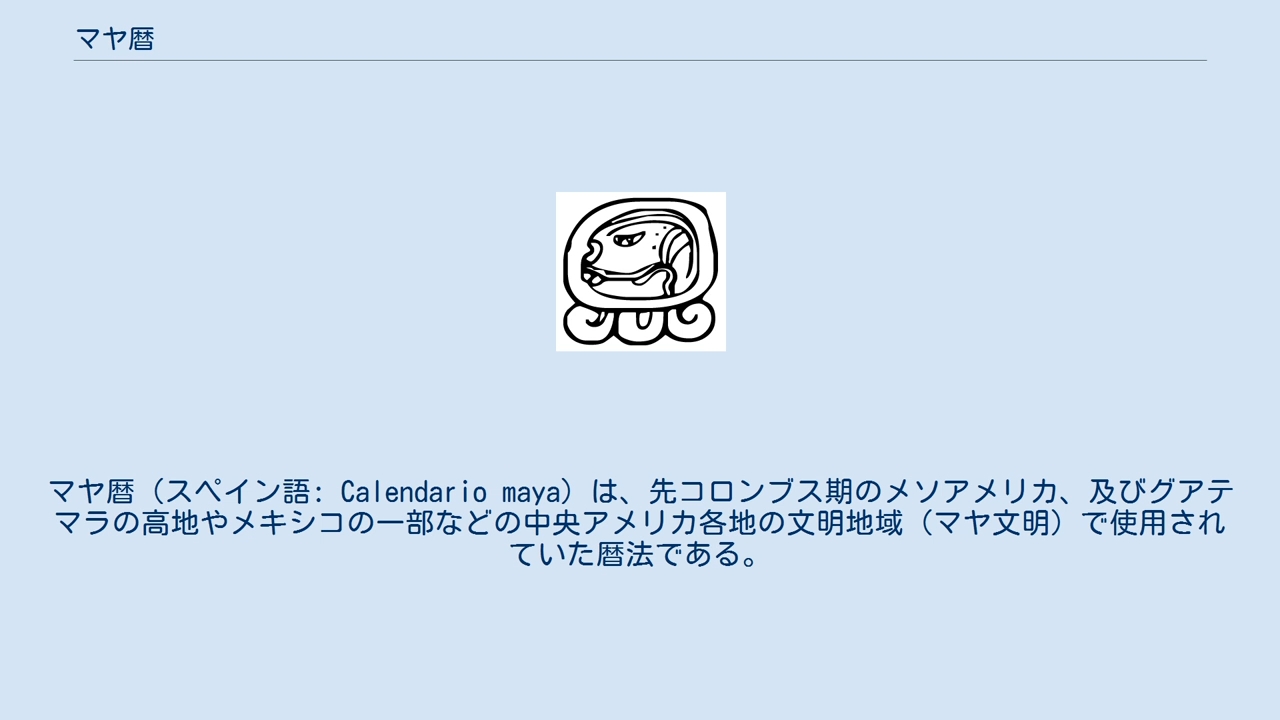 マヤ暦
マヤ暦（スペイン語: Calendario maya）は、先コロンブス期のメソアメリカ、及びグアテ
マラの高地やメキシコの一部などの中央アメリカ各地の文明地域（マヤ文明）で使用され
ていた暦法である。